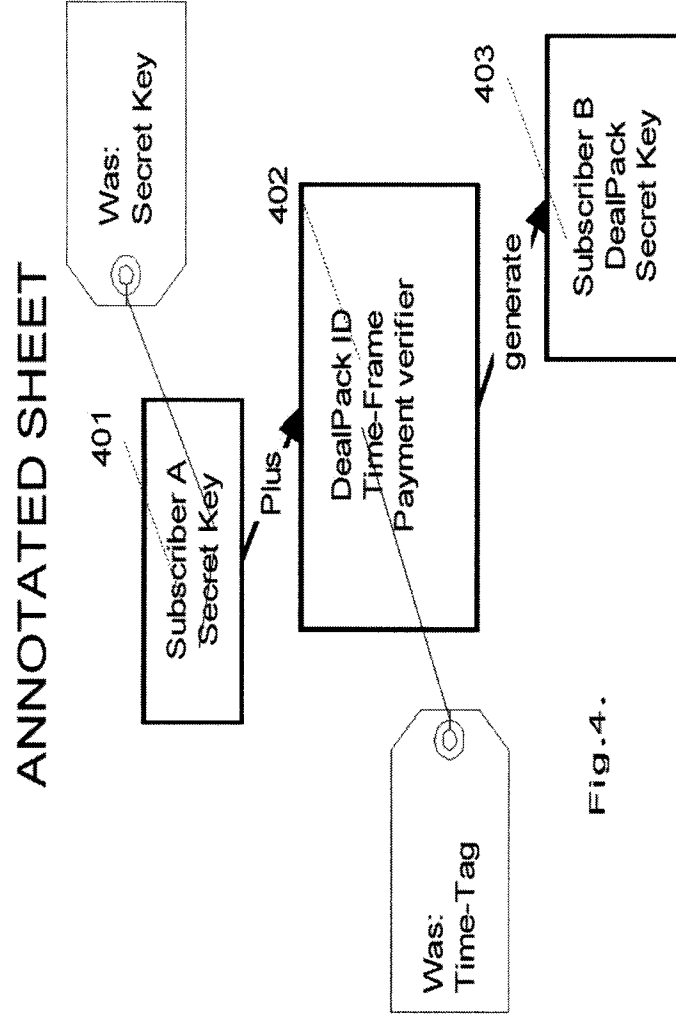 ANNOTATED SHEET
Was:
Secret Key
401
Subscriber A
Secret Key
Plus
402
DealPack ID
Time-Frame
Payment verifier
Was:
Time-Tag
generate
403
Subscriber B
DealPack
Secret Key
Fig.4.